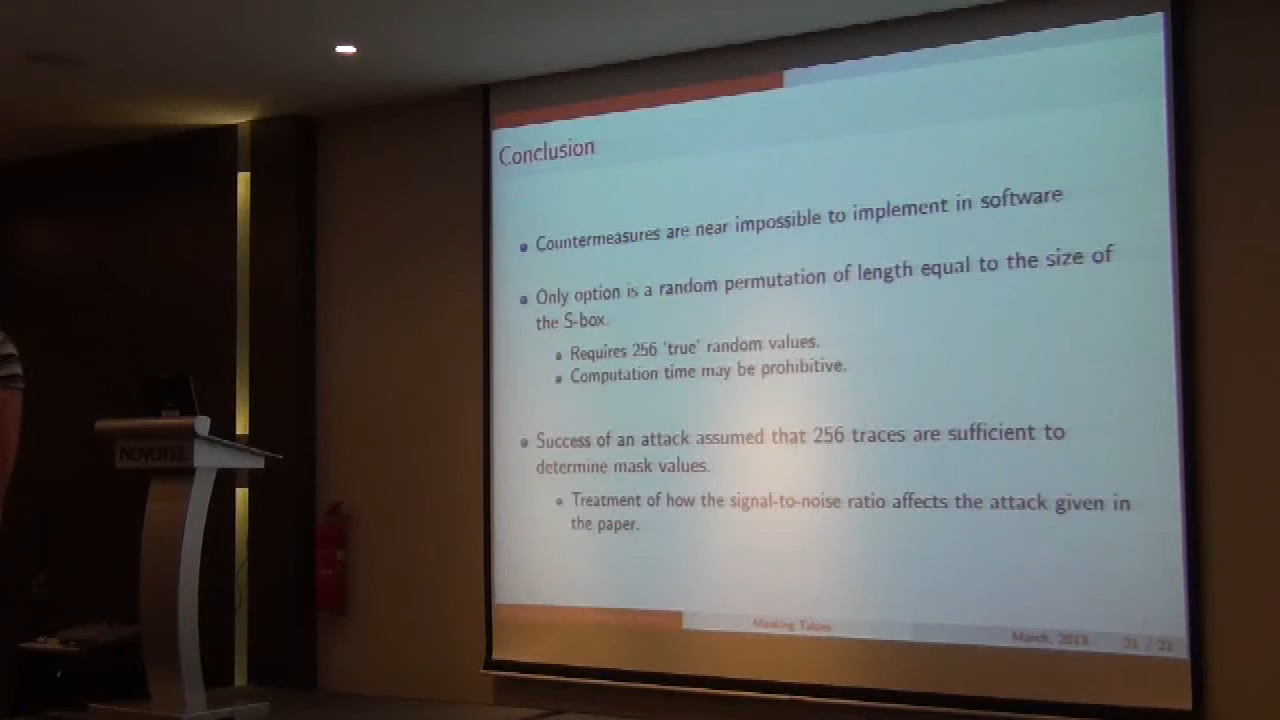 Conclusion
Countermeasures are near impossible to implement in software
Only option is a random permutation of length equal to the size of
the S-box.
Requires 256 'true' random values.
Computation time may be prohibitive.
Success of an attack assumed that 256 traces are sufficient to
determine mask values.
Treatment of how the signal-to-noise ratio affects the attack given in
the paper.
Masking Tables
March, 2013
21 / 21
NOVOTEL